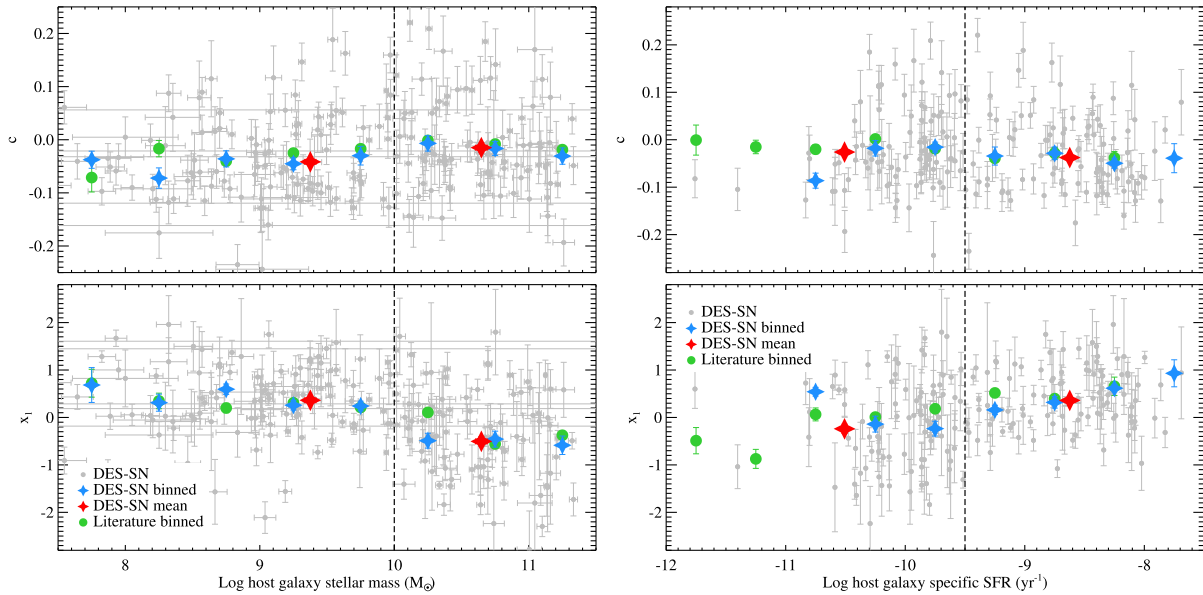 0.2
0.1
0.0
-0.1
-0.2
c
2
1
0
-1
-2
x1
DES-SN
DES-SN binned
DES-SN mean
Literature binned
8 9 10 11
Log host galaxy stellar mass (M☉)
0.2
0.1
0.0
-0.1
-0.2
c
2
1
0
-1
-2
x1
DES-SN
DES-SN binned
DES-SN mean
Literature binned
-12 -11 -10 -9 -8
Log host galaxy specific SFR (yr-1)